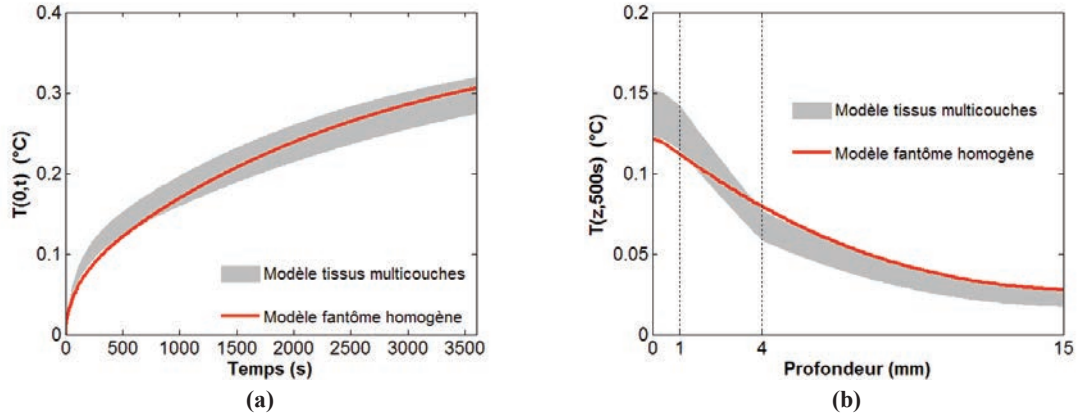 0.4
0.3
0.2
0.1
0
T(0,t) (°C)
Modèle tissus multicouches
Modèle fantôme homogène
0 500 1000 1500 2000 2500 3000 3500
Temps (s)
(a)
0.2
0.15
0.1
0.05
0
T(z,500s) (°C)
Modèle tissus multicouches
Modèle fantôme homogène
0 1 4 15
Profondeur (mm)
(b)